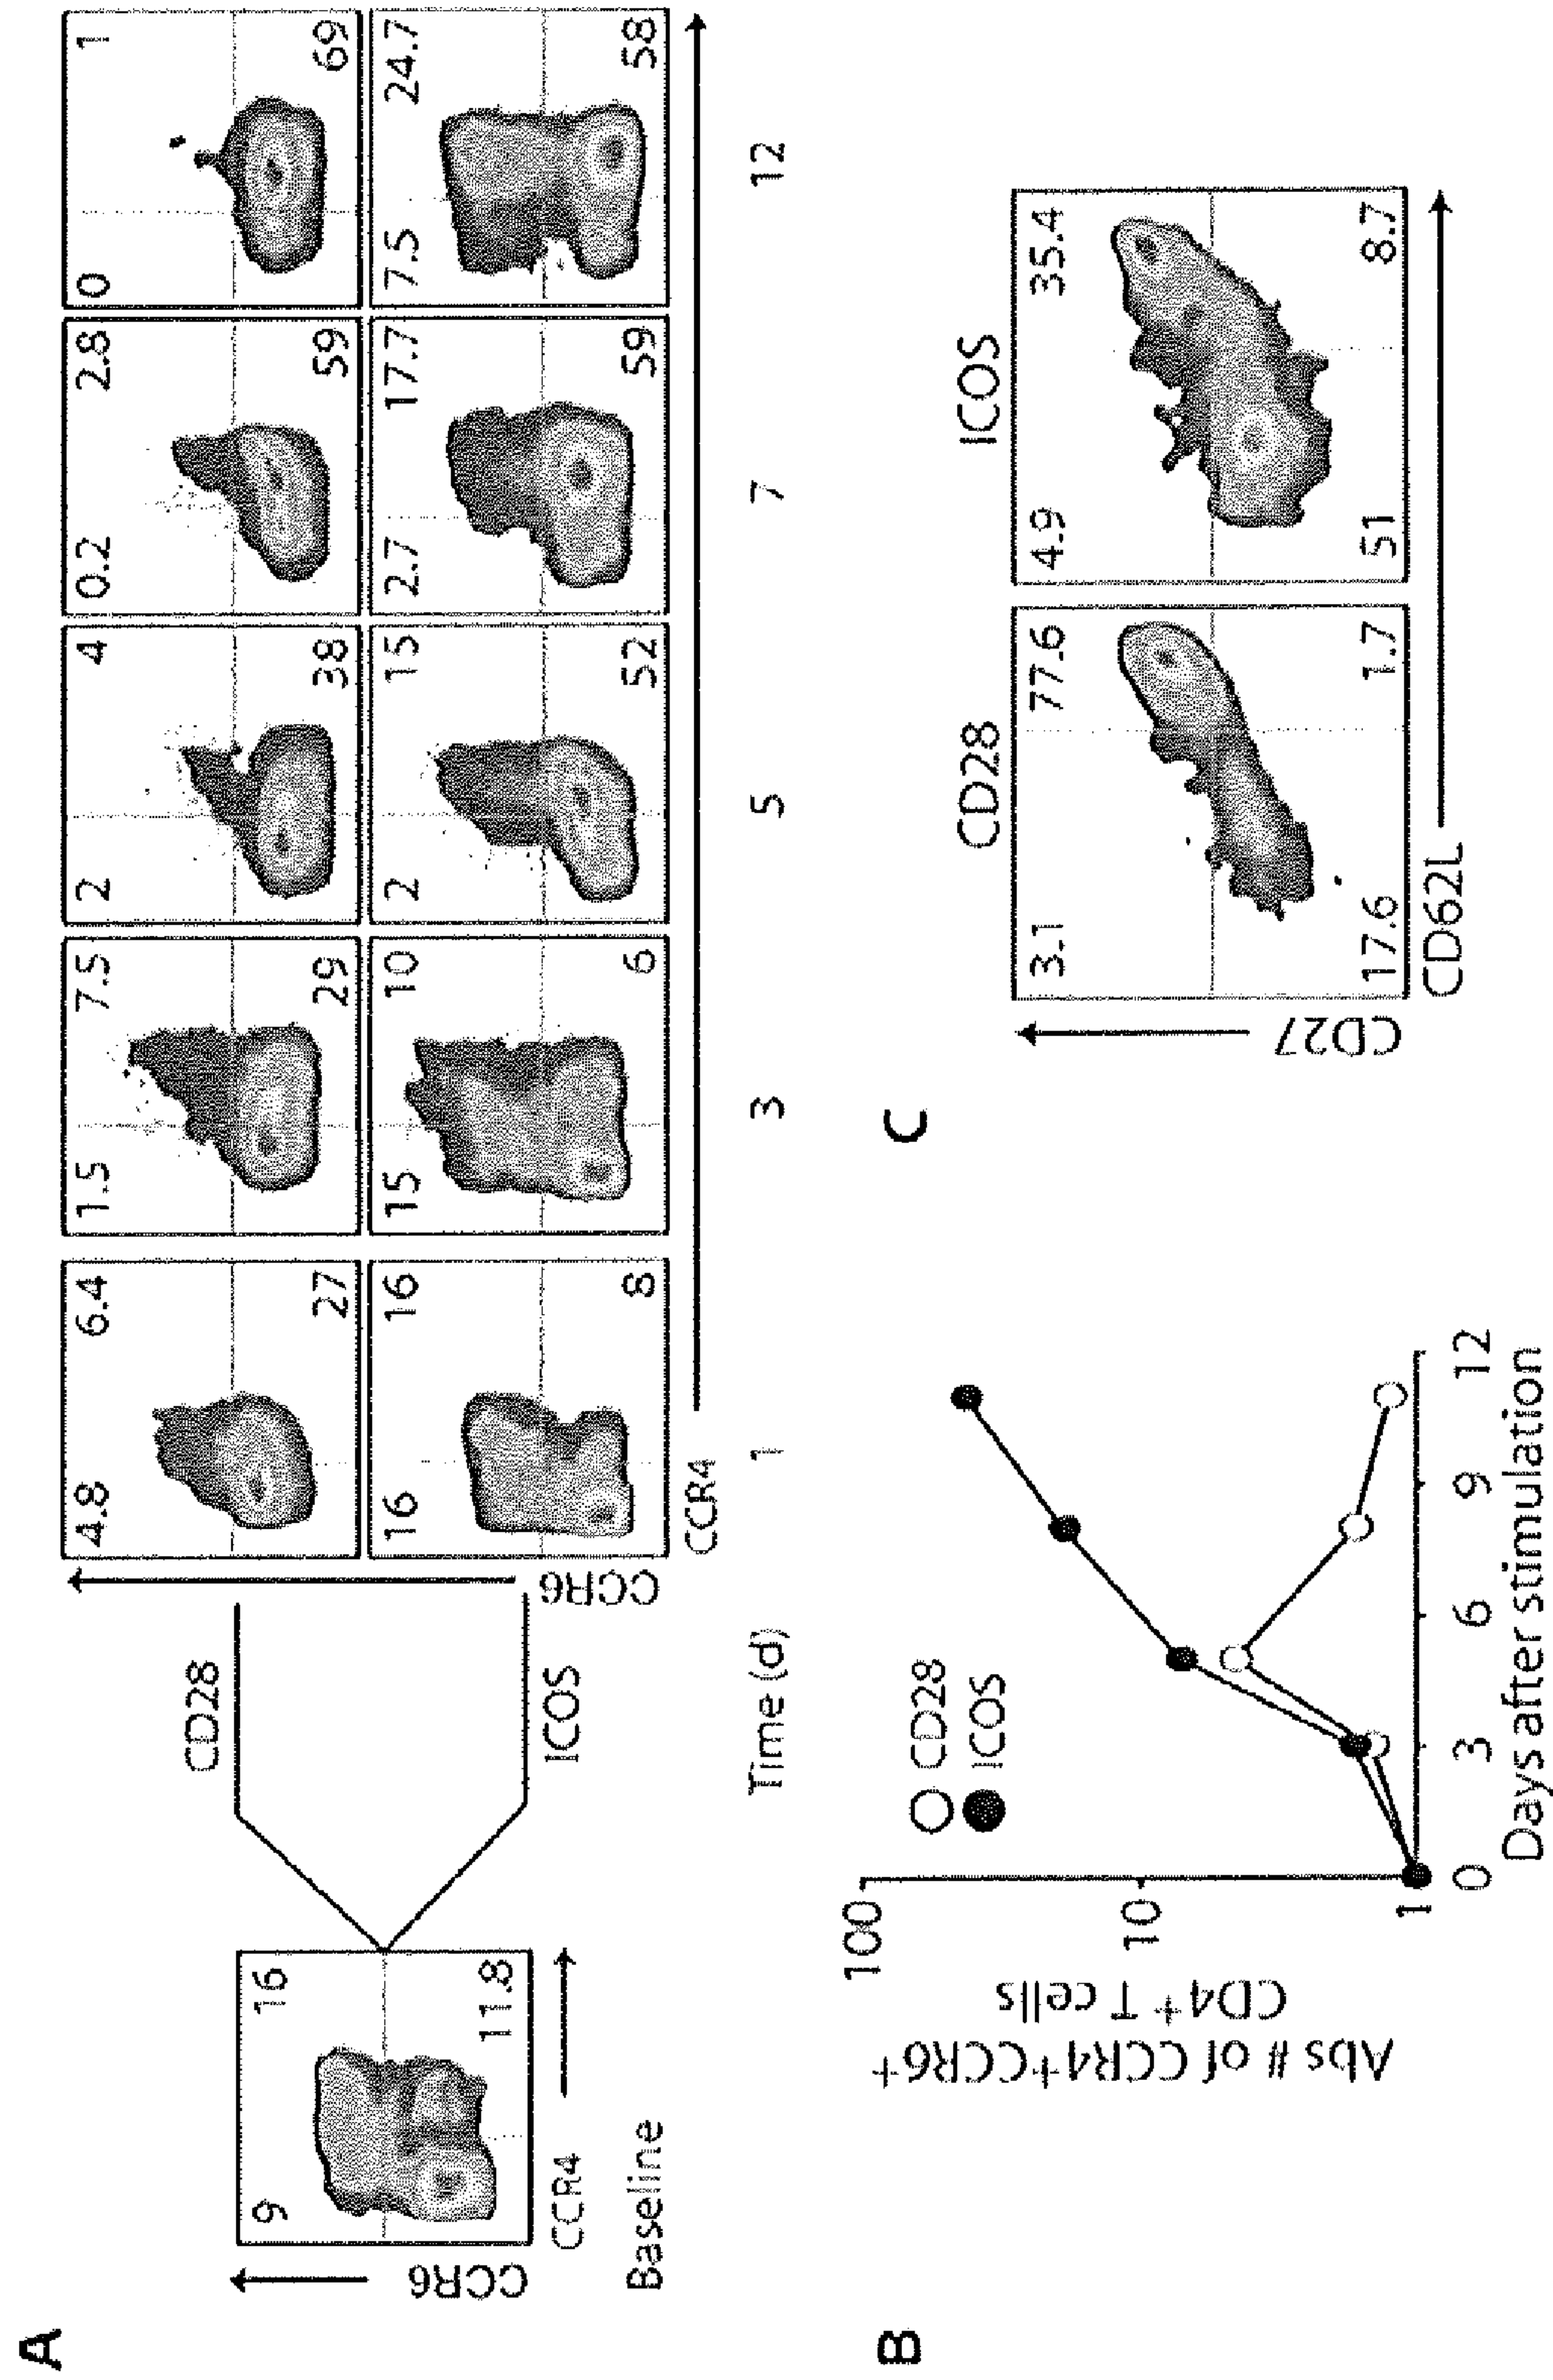 A
CD28
ICOS
CCR6
9 16
11.8
CCR4
Baseline
CCR6
4.8 6.4
27
1.5 7.5
29
2 4
38
0.2 2.8
59
0 1
69
16 16
8
15 10
6
2 15
52
2.7 17.7
59
7.5 24.7
58
CCR4
Time (d) 1 3 5 7 12
B
Abs # of CCR4+CCR6+
CD4+ T cells
100
10
1
CD28
ICOS
0 3 6 9 12
Days after stimulation
C
CD28
ICOS
CD27
3.1 77.6
17.6 1.7
4.9 35.4
51 8.7
CD62L